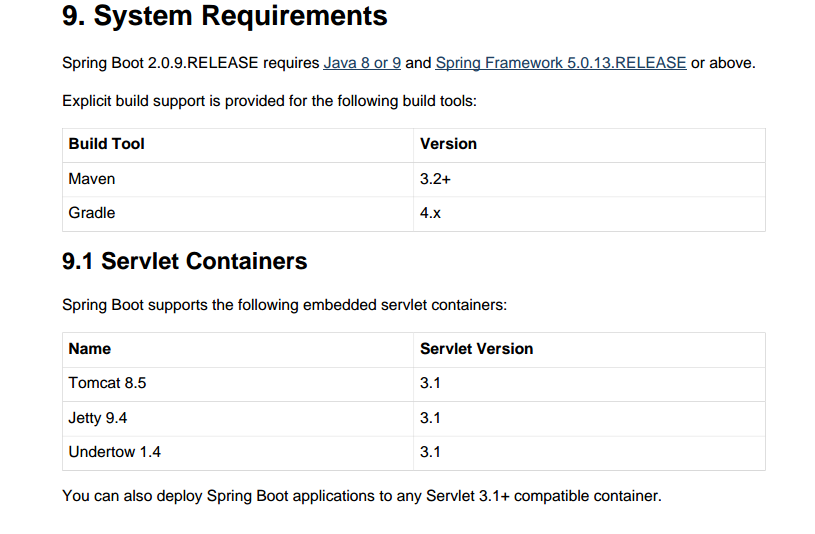 9. System Requirements
Spring Boot 2.0.9.RELEASE requires Java 8 or 9 and Spring Framework 5.0.13.RELEASE or above.
Explicit build support is provided for the following build tools:
Build Tool Version
Maven 3.2+
Gradle 4.x
9.1 Servlet Containers
Spring Boot supports the following embedded servlet containers:
Name Servlet Version
Tomcat 8.5 3.1
Jetty 9.4 3.1
Undertow 1.4 3.1
You can also deploy Spring Boot applications to any Servlet 3.1+ compatible container.